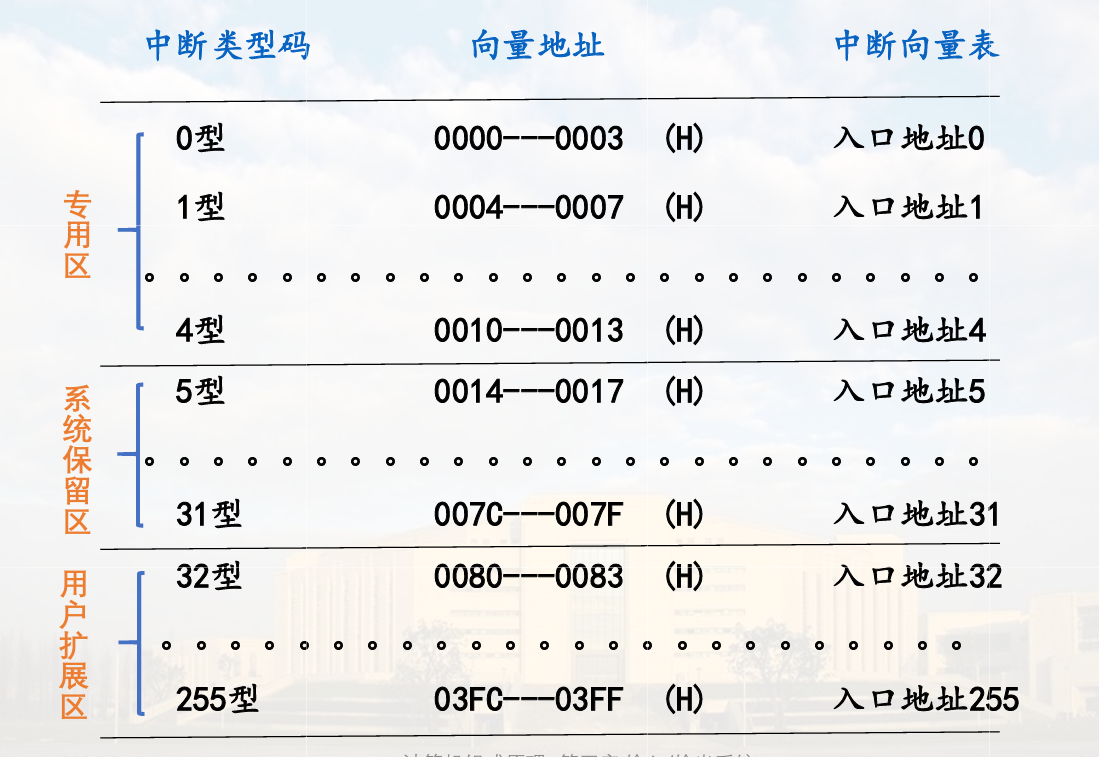 中断类型码 向量地址 中断向量表
专用区
0型 0000---0003 (H) 入口地址0
1型 0004---0007 (H) 入口地址1
。。。。。。。。。。。。。。。。。。。。。。。。。
4型 0010---0013 (H) 入口地址4
系统保留区
5型 0014---0017 (H) 入口地址5
。。。。。。。。。。。。。。。。。。。。。。。。。
31型 007C---007F (H) 入口地址31
用户扩展区
32型 0080---0083 (H) 入口地址32
。。。。。。。。。。。。。。。。。。。。。。。。
255型 03FC---03FF (H) 入口地址255